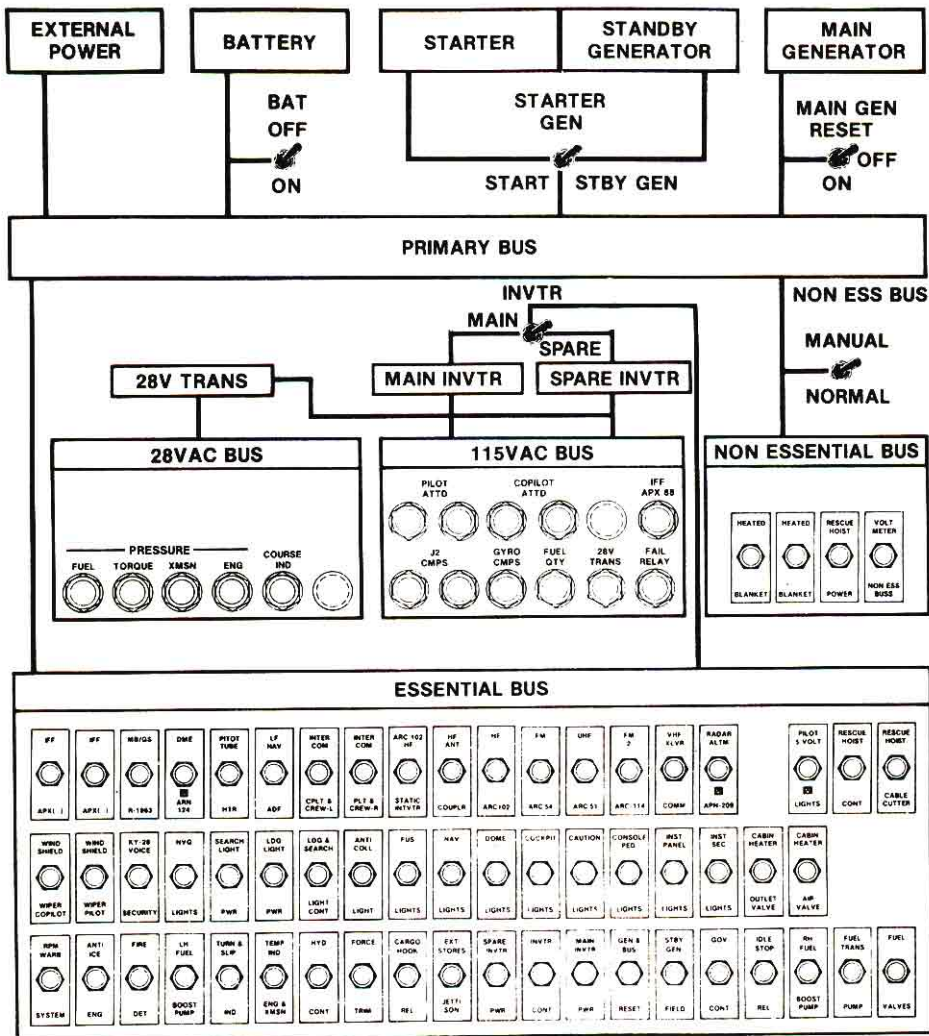 EXTERNAL
POWER
BATTERY
STARTER
STANDBY
GENERATOR
MAIN
GENERATOR
BAT
OFF
ON
STARTER
GEN
START
STBY GEN
MAIN GEN
RESET
OFF
ON
PRIMARY BUS
INVTR
MAIN
SPARE
NON ESS BUS
MANUAL
NORMAL
28V TRANS
MAIN INVTR
SPARE INVTR
28VAC BUS
PRESSURE
FUEL
TORQUE
XMSN
ENG
COURSE
IND
115VAC BUS
PILOT
ATTD
COPILOT
ATTD
IFF
APX 88
J2
CMPS
GYRO
CMPS
FUEL
QTY
28V
TRANS
FAIL
RELAY
NON ESSENTIAL BUS
HEATED
BLANKET
HEATED
BLANKET
RESCUE
HOIST
POWER
VOLT
METER
NON ESS
BUSS
ESSENTIAL BUS
IFF
APX( )
IFF
APX( )
MB/GS
R-1963
DME
ARN
124
PITOT
TUBE
HTR
LF
NAV
ADF
INTER
COM
CPLT &
CREW-L
INTER
COM
PLT &
CREW-R
ARC 102
HF
STATIC
INTVTR
HF
ANT
COUPLR
HF
ARC102
FM
ARC 54
UHF
ARC 51
FM
2
ARC-114
VHF
COMM
RADAR
ALTM
APN-209
PILOT
5 VOLT
LIGHTS
RESCUE
HOIST
CONT
RESCUE
HOIST
CABLE
CUTTER
WIND
SHIELD
WIPER
COPILOT
WIND
SHIELD
WIPER
PILOT
KY-28
VOICE
SECURITY
NVG
LIGHTS
SEARCH
LIGHT
PWR
LDG
LIGHT
PWR
LDG &
SEARCH
LIGHT
CONT
ANTI
COLL
LIGHT
FUS
LIGHTS
NAV
LIGHTS
DOME
LIGHTS
COCKPIT
LIGHTS
CAUTION
LIGHTS
CONSOLE
PED
LIGHTS
INST
PANEL
LIGHTS
INST
SEC
LIGHTS
CABIN
HEATER
OUTLET
VALVE
CABIN
HEATER
AIR
VALVE
RPM
WARN
SYSTEM
ANTI
ICE
ENG
FIRE
DET
LH
FUEL
BOOST
PUMP
TURN &
SLIP
IND
TEMP
IND
ENG &
XMSN
HYD
CONT
FORCE
TRIM
CARGO
HOOK
REL
EXT
STORES
JETTI
SON
SPARE
INVTR
PWR
INVTR
CONT
MAIN
INVTR
PWR
GEN &
BUS
RESET
STBY
GEN
FIELD
GOV
CONT
IDLE
STOP
REL
RH
FUEL
BOOST
PUMP
FUEL
TRANS
PUMP
FUEL
VALVES